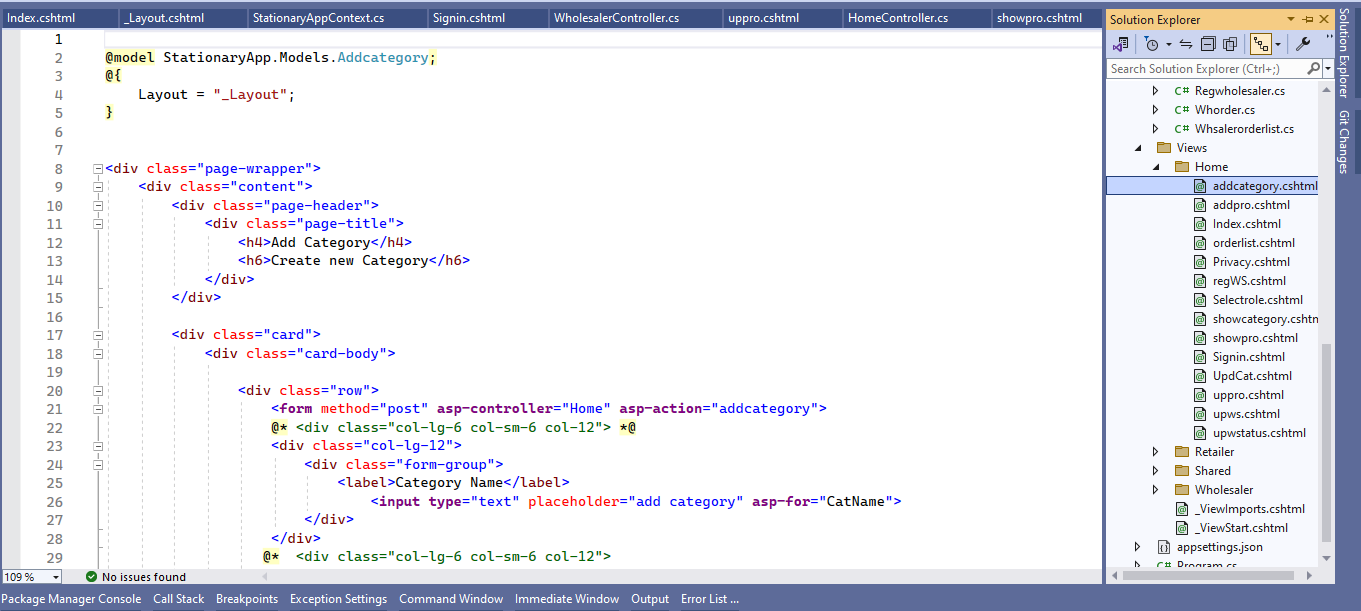 Index.cshtml _Layout.cshtml StationaryAppContext.cs Signin.cshtml WholesalerController.cs uppro.cshtml HomeController.cs showpro.cshtml
1
2 @model StationaryApp.Models.Addcategory;
3 @{
4 Layout = "_Layout";
5 }
6
7
8 <div class="page-wrapper">
9 <div class="content">
10 <div class="page-header">
11 <div class="page-title">
12 <h4>Add Category</h4>
13 <h6>Create new Category</h6>
14 </div>
15 </div>
16
17 <div class="card">
18 <div class="card-body">
19
20 <div class="row">
21 <form method="post" asp-controller="Home" asp-action="addcategory">
22 @* <div class="col-lg-6 col-sm-6 col-12"> *@
23 <div class="col-lg-12">
24 <div class="form-group">
25 <label>Category Name</label>
26 <input type="text" placeholder="add category" asp-for="CatName">
27 </div>
28 </div>
29 @* <div class="col-lg-6 col-sm-6 col-12">
109 % No issues found
Solution Explorer
Search Solution Explorer (Ctrl+;)
C# Regwholesaler.cs
C# Whorder.cs
C# Whsalerorderlist.cs
Views
Home
addcategory.cshtml
addpro.cshtml
Index.cshtml
orderlist.cshtml
Privacy.cshtml
regWS.cshtml
Selectrole.cshtml
showcategory.cshtm
showpro.cshtml
Signin.cshtml
UpdCat.cshtml
uppro.cshtml
upws.cshtml
upwstatus.cshtml
Retailer
Shared
Wholesaler
_ViewImports.cshtml
_ViewStart.cshtml
appsettings.json
C# Program.cs
Solution Explorer
Git Changes
Package Manager Console Call Stack Breakpoints Exception Settings Command Window Immediate Window Output Error List ...